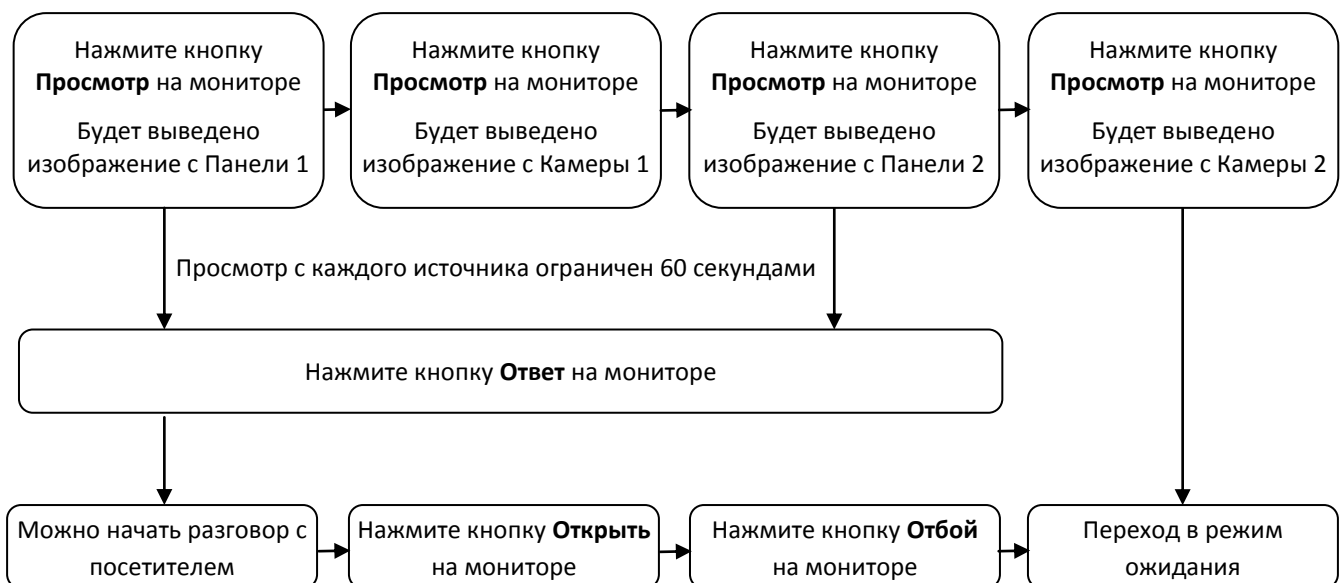 Нажмите кнопку
Просмотр на мониторе
Будет выведено
изображение с Панели 1
Нажмите кнопку
Просмотр на мониторе
Будет выведено
изображение с Камеры 1
Нажмите кнопку
Просмотр на мониторе
Будет выведено
изображение с Панели 2
Нажмите кнопку
Просмотр на мониторе
Будет выведено
изображение с Камеры 2
Просмотр с каждого источника ограничен 60 секундами
Нажмите кнопку Ответ на мониторе
Можно начать разговор с
посетителем
Нажмите кнопку Открыть
на мониторе
Нажмите кнопку Отбой
на мониторе
Переход в режим
ожидания